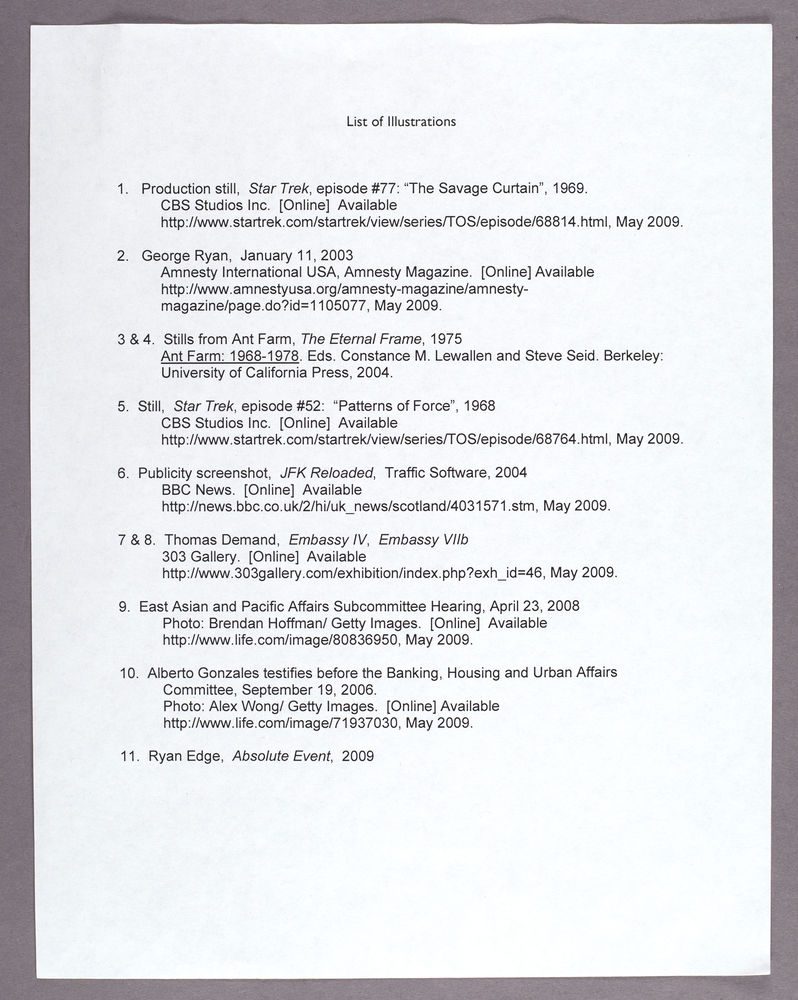 List of Illustrations
1. Production still, Star Trek, episode #77: “The Savage Curtain”, 1969.
CBS Studios Inc. [Online] Available
http://www.startrek.com/startrek/view/series/TOS/episode/68814.html, May 2009.
2. George Ryan, January 11, 2003
Amnesty International USA, Amnesty Magazine. [Online] Available
http://www.amnestyusa.org/amnesty-magazine/amnesty-
magazine/page.do?id=1105077, May 2009.
3 & 4. Stills from Ant Farm, The Eternal Frame, 1975
Ant Farm: 1968-1978. Eds. Constance M. Lewallen and Steve Seid. Berkeley:
University of California Press, 2004.
5. Still, Star Trek, episode #52: “Patterns of Force”, 1968
CBS Studios Inc. [Online] Available
http://www.startrek.com/startrek/view/series/TOS/episode/68764.html, May 2009.
6. Publicity screenshot, JFK Reloaded, Traffic Software, 2004
BBC News. [Online] Available
http://news.bbc.co.uk/2/hi/uk_news/scotland/4031571.stm, May 2009.
7 & 8. Thomas Demand, Embassy IV, Embassy VIIb
303 Gallery. [Online] Available
http://www.303gallery.com/exhibition/index.php?exh_id=46, May 2009.
9. East Asian and Pacific Affairs Subcommittee Hearing, April 23, 2008
Photo: Brendan Hoffman/ Getty Images. [Online] Available
http://www.life.com/image/80836950, May 2009.
10. Alberto Gonzales testifies before the Banking, Housing and Urban Affairs
Committee, September 19, 2006.
Photo: Alex Wong/ Getty Images. [Online] Available
http://www.life.com/image/71937030, May 2009.
11. Ryan Edge, Absolute Event, 2009